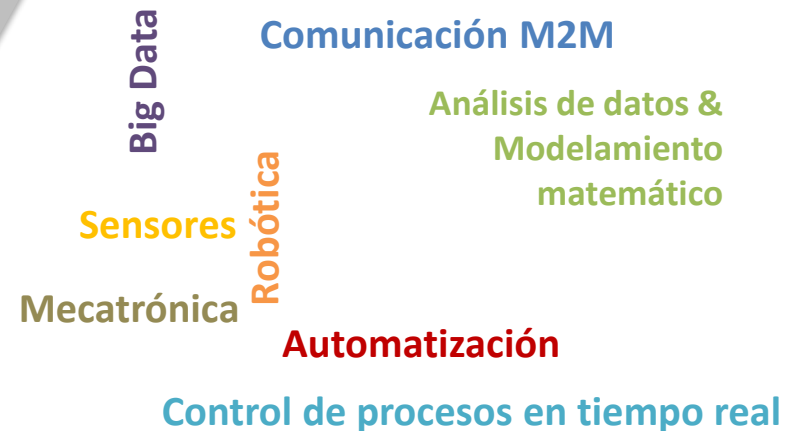 Big Data
Comunicación M2M
Análisis de datos &
Modelamiento
matemático
Robótica
Sensores
Mecatrónica
Automatización
Control de procesos en tiempo real